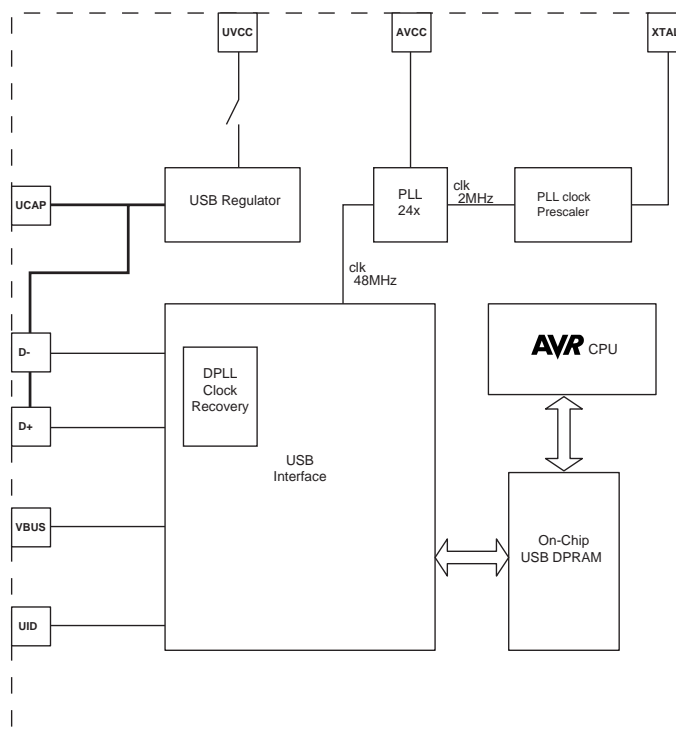 UVCC
AVCC
XTAL
UCAP
USB Regulator
PLL
24x
clk
2MHz
PLL clock
Prescaler
clk
48MHz
D-
DPLL
Clock
Recovery
AVR CPU
D+
USB
Interface
VBUS
On-Chip
USB DPRAM
UID